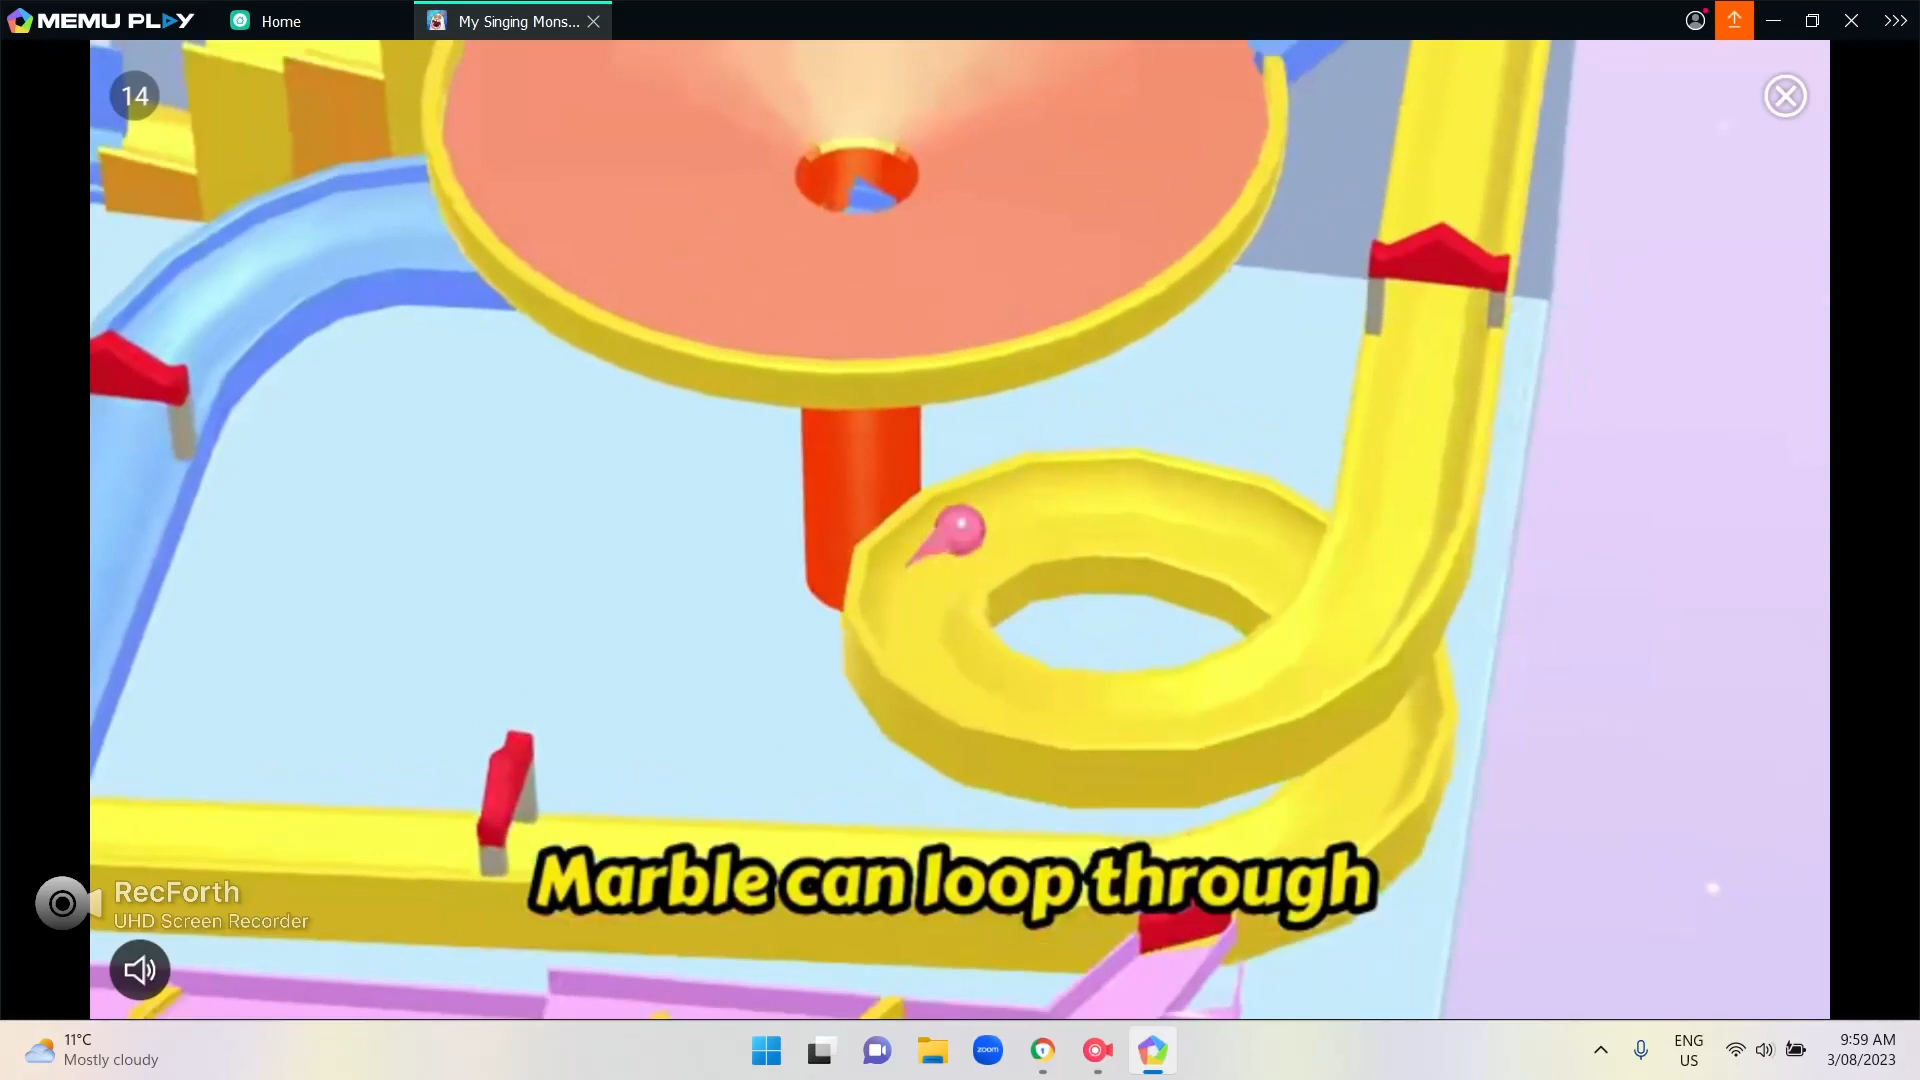 MEMU PLAY
Home
My Singing Mons...
14
Marble can loop through
RecForth
UHD Screen Recorder
11°C
Mostly cloudy
zoom
ENG
US
9:59 AM
3/08/2023